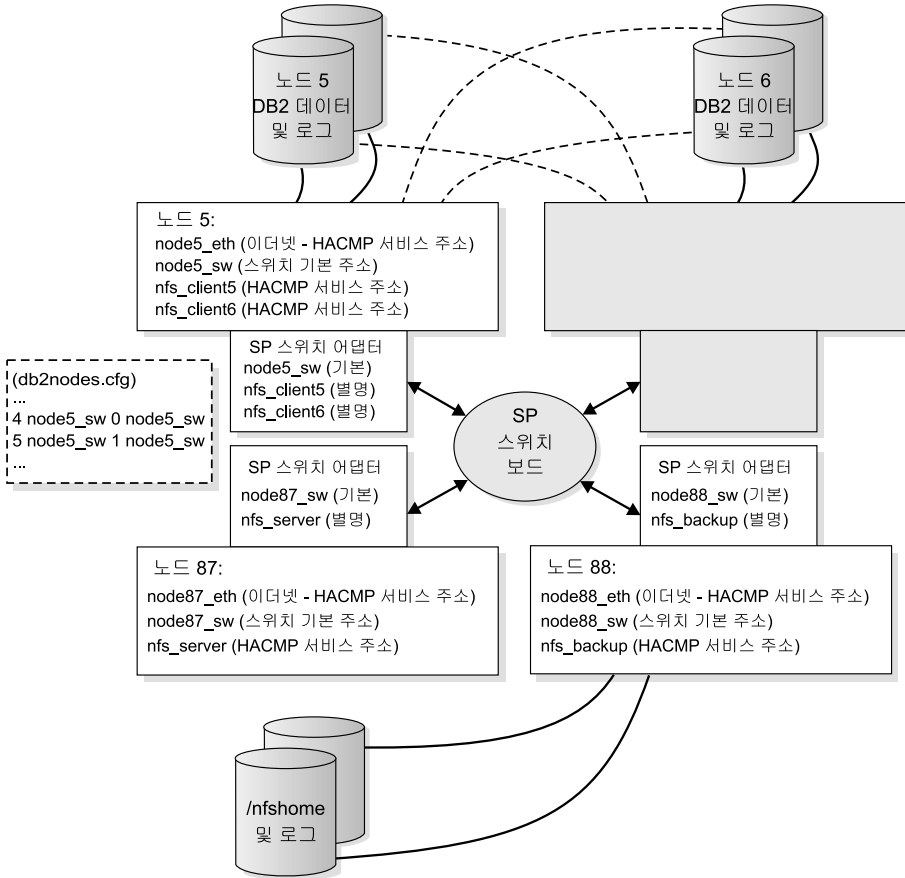 노드 5
DB2 데이터
및 로그
노드 6
DB2 데이터
및 로그
노드 5:
node5_eth (이더넷 - HACMP 서비스 주소)
node5_sw (스위치 기본 주소)
nfs_client5 (HACMP 서비스 주소)
nfs_client6 (HACMP 서비스 주소)
SP 스위치 어댑터
node5_sw (기본)
nfs_client5 (별명)
nfs_client6 (별명)
(db2nodes.cfg)
...
4 node5_sw 0 node5_sw
5 node5_sw 1 node5_sw
...
SP
스위치
보드
SP 스위치 어댑터
node87_sw (기본)
nfs_server (별명)
SP 스위치 어댑터
node88_sw (기본)
nfs_backup (별명)
노드 87:
node87_eth (이더넷 - HACMP 서비스 주소)
node87_sw (스위치 기본 주소)
nfs_server (HACMP 서비스 주소)
노드 88:
node88_eth (이더넷 - HACMP 서비스 주소)
node88_sw (스위치 기본 주소)
nfs_backup (HACMP 서비스 주소)
/nfshome
및 로그